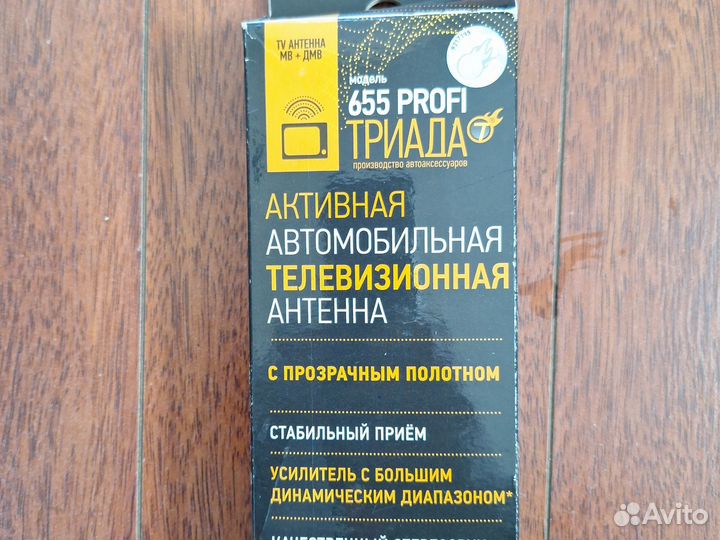 TV АНТЕННА
МВ + ДМВ
модель
655 PROFI
ТРИАДА
производство автоаксессуаров
АКТИВНАЯ
АВТОМОБИЛЬНАЯ
ТЕЛЕВИЗИОННАЯ
АНТЕННА
С ПРОЗРАЧНЫМ ПОЛОТНОМ
СТАБИЛЬНЫЙ ПРИЁМ
УСИЛИТЕЛЬ С БОЛЬШИМ
ДИНАМИЧЕСКИМ ДИАПАЗОНОМ*
Avito